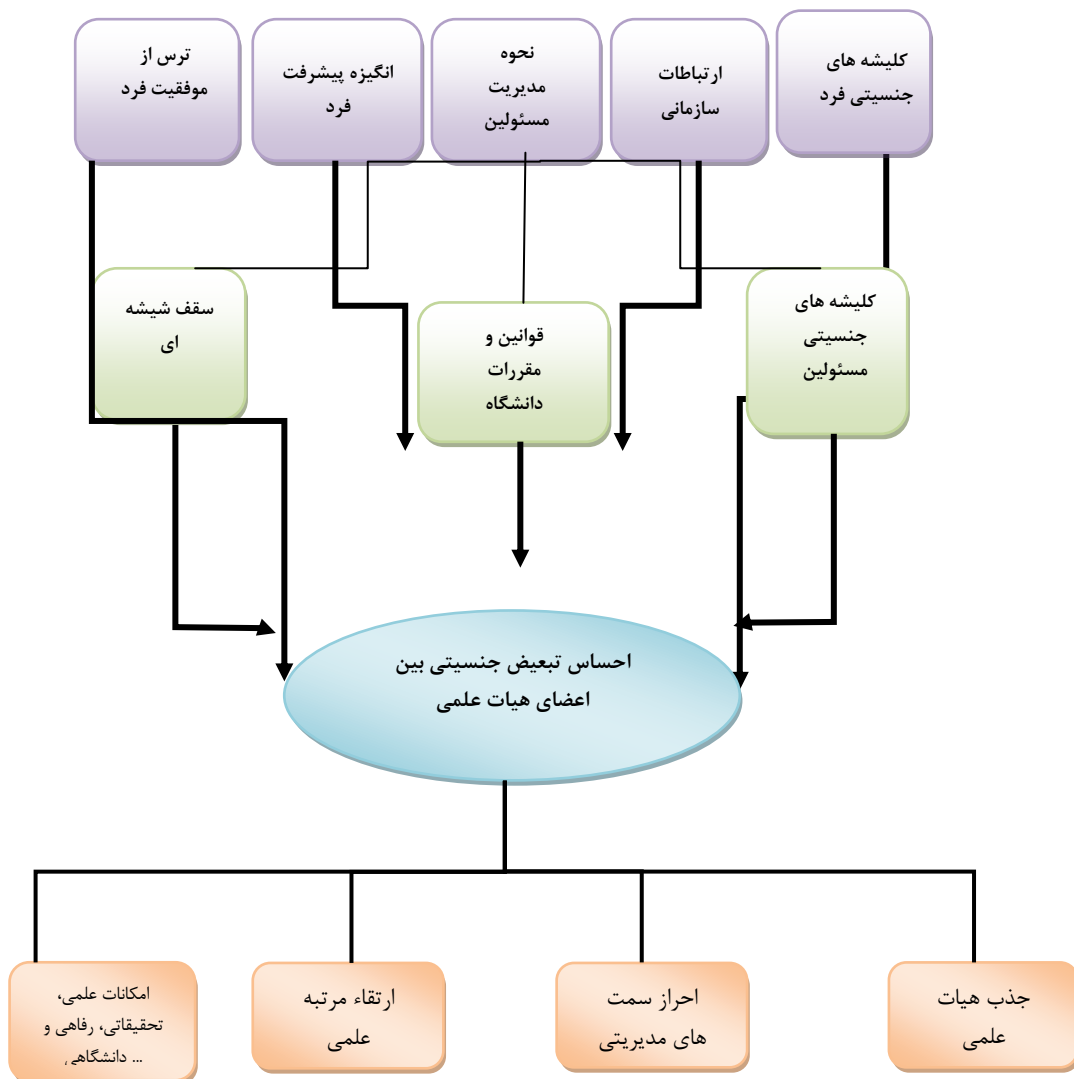 کلیشه های
جنسیتی فرد
ارتباطات
سازمانی
نحوه
مدیریت
مسئولین
انگیزه پیشرفت
فرد
ترس از
موفقیت فرد
کلیشه های
جنسیتی
مسئولین
قوانین و
مقررات
دانشگاه
سقف شیشه
ای
احساس تبعیض جنسیتی بین
اعضای هیات علمی
جذب هیات
علمی
احراز سمت
های مدیریتی
ارتقاء مرتبه
علمی
امکانات علمی،
تحقیقاتی، رفاهی و
... دانشگاهی